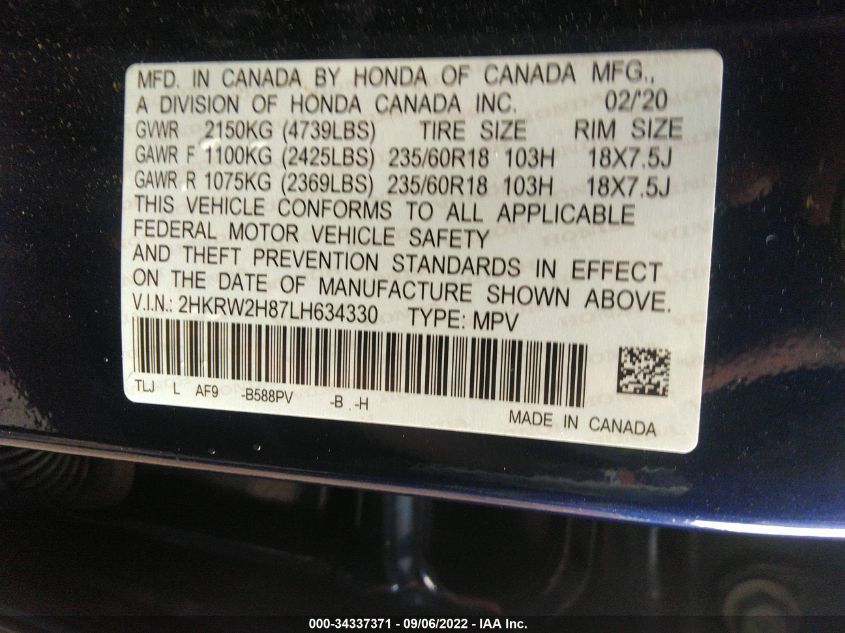 MFD. IN CANADA BY HONDA OF CANADA MFG.,
A DIVISION OF HONDA CANADA INC. 02/'20
GVWR 2150KG (4739LBS) TIRE SIZE RIM SIZE
GAWR F 1100KG (2425LBS) 235/60R18 103H 18X7.5J
GAWR R 1075KG (2369LBS) 235/60R18 103H 18X7.5J
THIS VEHICLE CONFORMS TO ALL APPLICABLE
FEDERAL MOTOR VEHICLE SAFETY
AND THEFT PREVENTION STANDARDS IN EFFECT
ON THE DATE OF MANUFACTURE SHOWN ABOVE.
V.I.N.: 2HKRW2H87LH634330 TYPE: MPV
TLJ L AF9 -B588PV -B -H
MADE IN CANADA
000-34337371 - 09/06/2022 - IAA Inc.